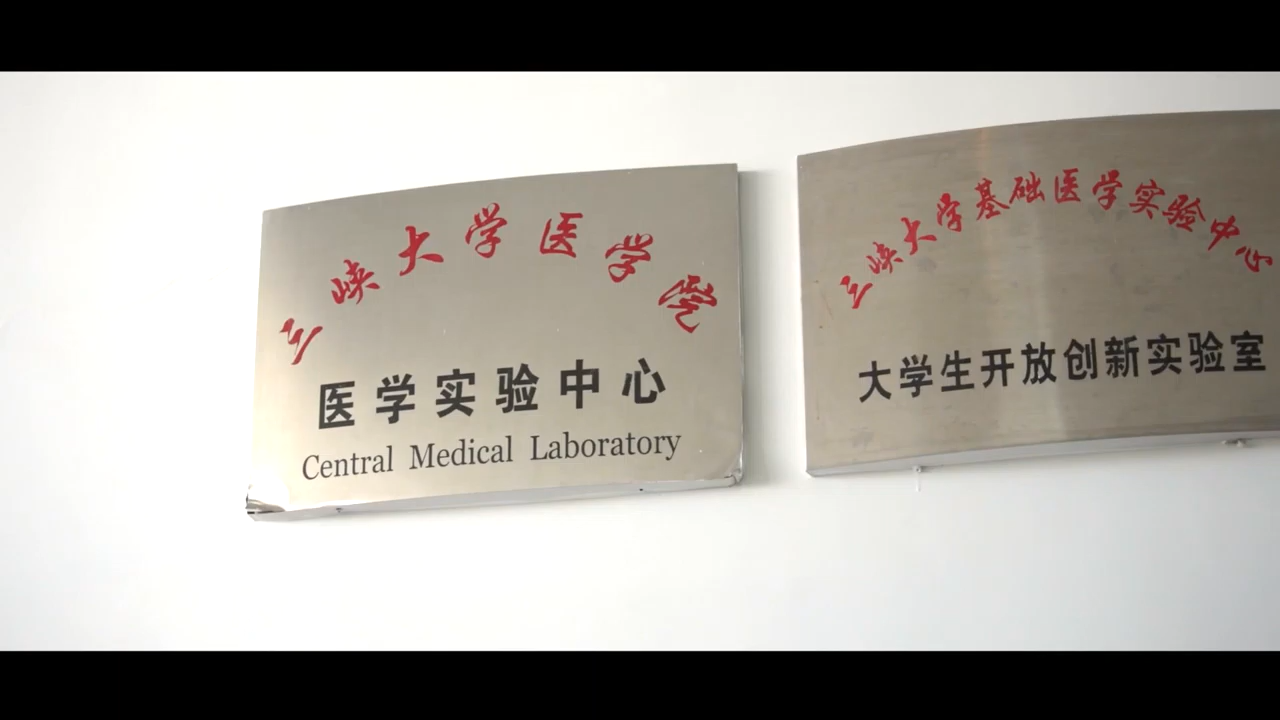 三峡大学医学院
医学实验中心
Central Medical Laboratory
三峡大学基础医学实验中心
大学生开放创新实验室